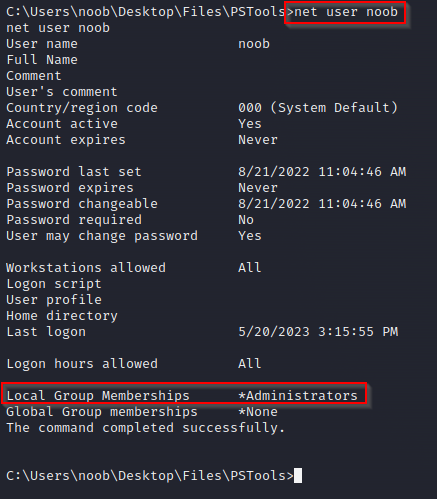 C:\Users\noob\Desktop\Files\PSTools>net user noob
net user noob
User name                    noob
Full Name
Comment
User's comment
Country/region code          000 (System Default)
Account active               Yes
Account expires              Never
Password last set            8/21/2022 11:04:46 AM
Password expires             Never
Password changeable          8/21/2022 11:04:46 AM
Password required            No
User may change password     Yes
Workstations allowed         All
Logon script
User profile
Home directory
Last logon                   5/20/2023 3:15:55 PM
Logon hours allowed          All
Local Group Memberships      *Administrators
Global Group memberships     *None
The command completed successfully.
C:\Users\noob\Desktop\Files\PSTools>